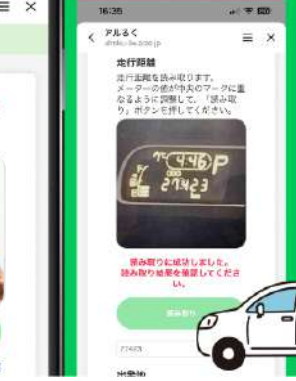 16:35
アルるく
走行距離
走行距離を読み取ります。
メーターの値が中央のマークに重
なるように調整して、「読み取
り」ボタンを押してください。
4:46 P
27423
読み取りに成功しました。
読み取り結果を確認してくださ
い。
読み取り
27423
出発地